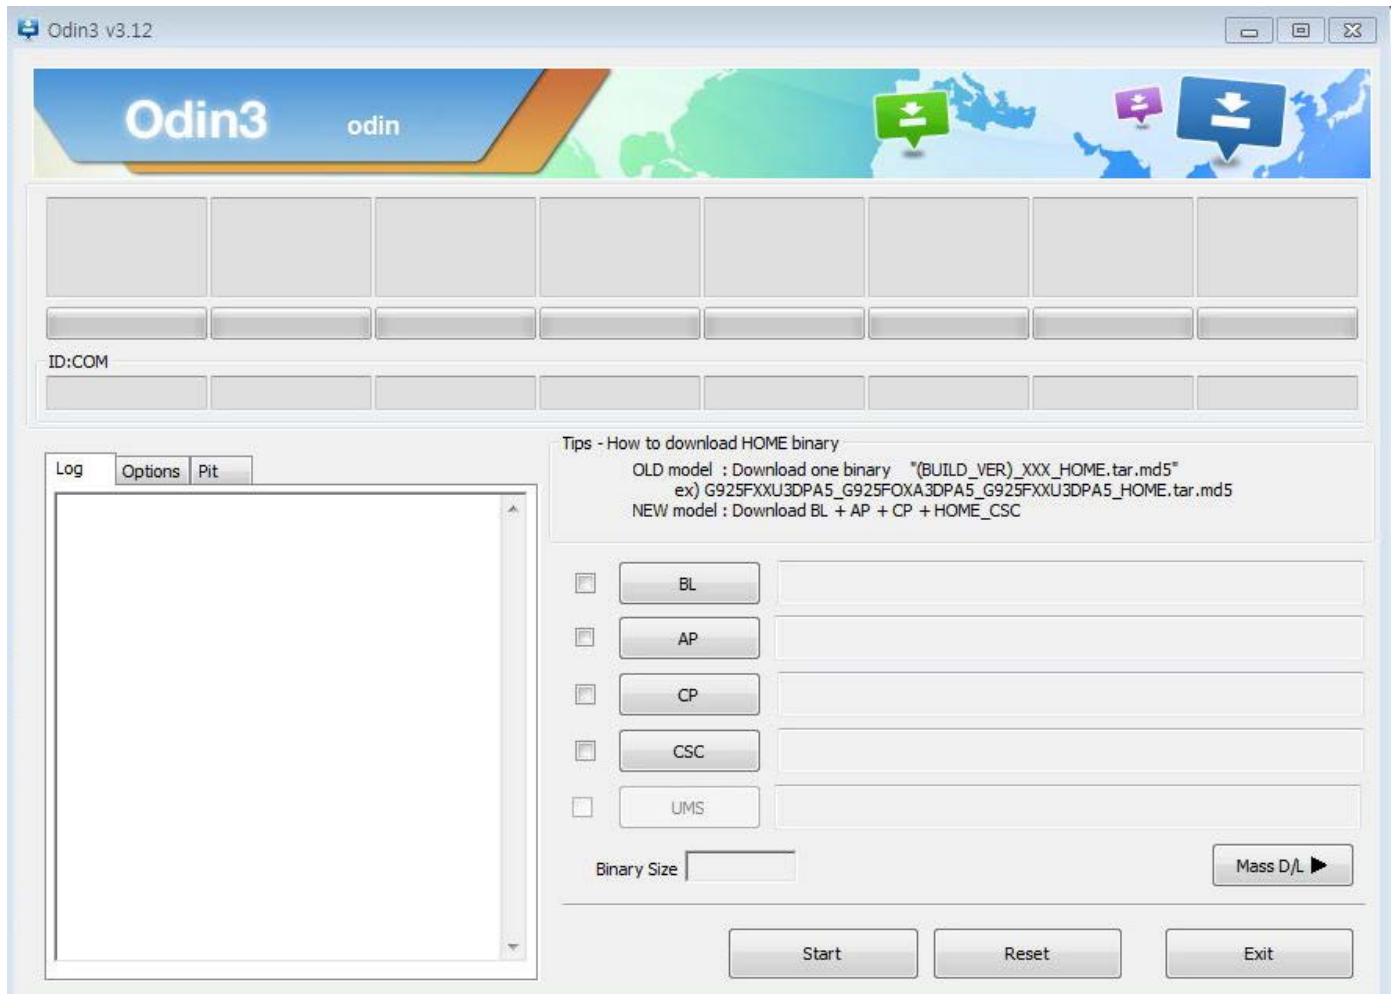 Odin3 v3.12
Odin3 odin
ID:COM
Log Options Pit
Tips - How to download HOME binary
OLD model : Download one binary "(BUILD_VER)_XXX_HOME.tar.md5"
ex) G925FXXU3DPA5_G925FOXA3DPA5_G925FXXU3DPA5_HOME.tar.md5
NEW model : Download BL + AP + CP + HOME_CSC
BL
AP
CP
CSC
UMS
Binary Size
Mass D/L
Start Reset Exit